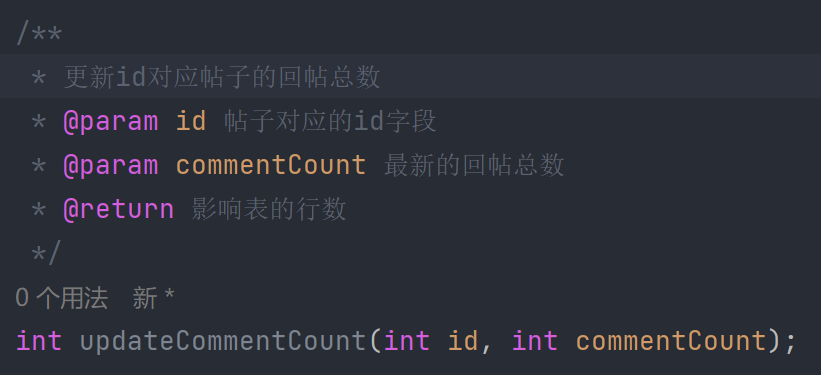 /**
* 更新id对应帖子的回帖总数
* @param id 帖子对应的id字段
* @param commentCount 最新的回帖总数
* @return 影响表的行数
*/
0 个用法 新 *
int updateCommentCount(int id, int commentCount);